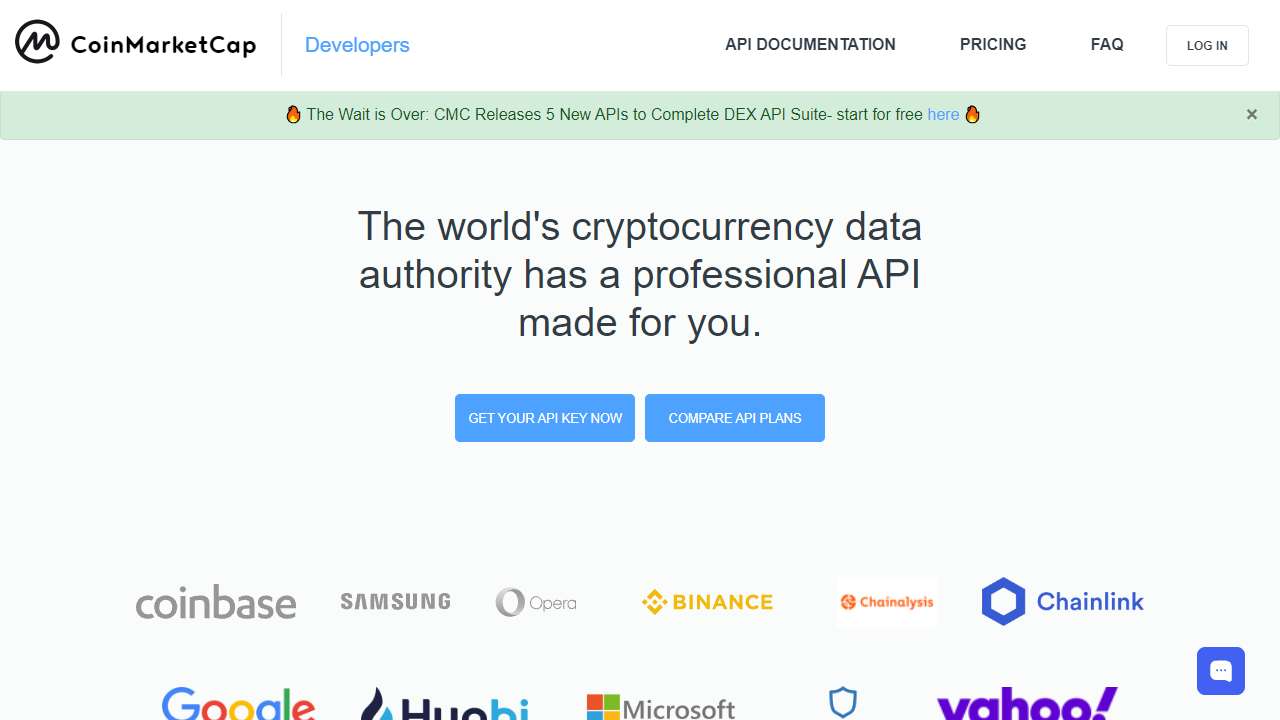 CoinMarketCap
Developers
API DOCUMENTATION
PRICING
FAQ
LOG IN
🔥 The Wait is Over: CMC Releases 5 New APIs to Complete DEX API Suite- start for free here 🔥
×
The world's cryptocurrency data
authority has a professional API
made for you.
GET YOUR API KEY NOW
COMPARE API PLANS
coinbase
SAMSUNG
Opera
BINANCE
Chainalysis
Chainlink
Google
Huobi
Microsoft
yahoo!